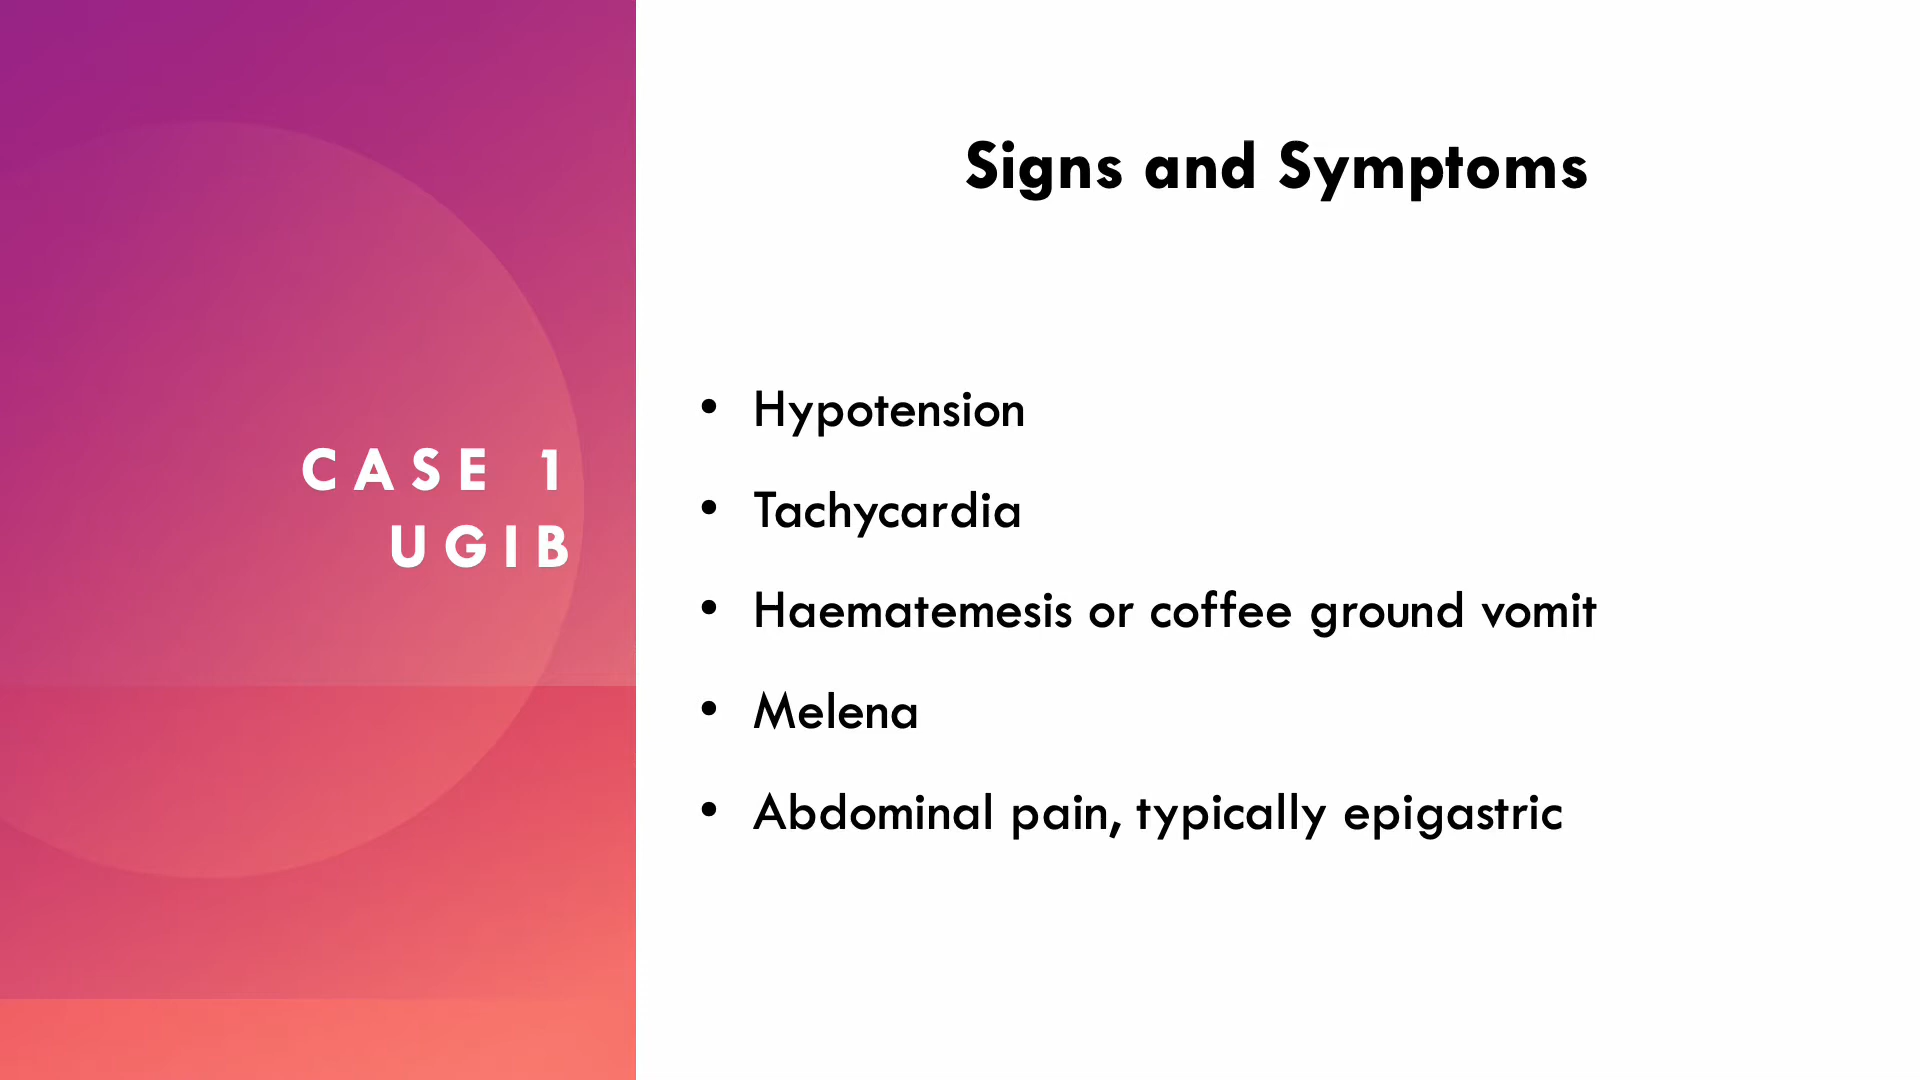 CASE 1
UGIB
Signs and Symptoms
• Hypotension
• Tachycardia
• Haematemesis or coffee ground vomit
• Melena
• Abdominal pain, typically epigastric